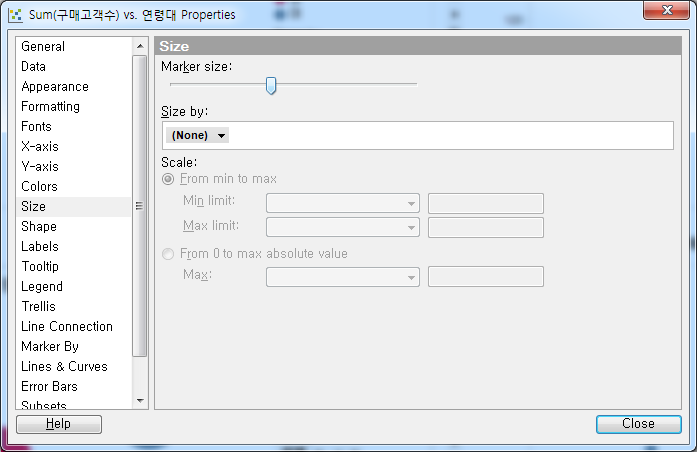 Sum(구매고객수) vs. 연령대 Properties
General
Data
Appearance
Formatting
Fonts
X-axis
Y-axis
Colors
Size
Shape
Labels
Tooltip
Legend
Trellis
Line Connection
Marker By
Lines & Curves
Error Bars
Subsets
Size
Marker size:
Size by:
(None)
Scale:
From min to max
Min limit:
Max limit:
From 0 to max absolute value
Max:
Help
Close